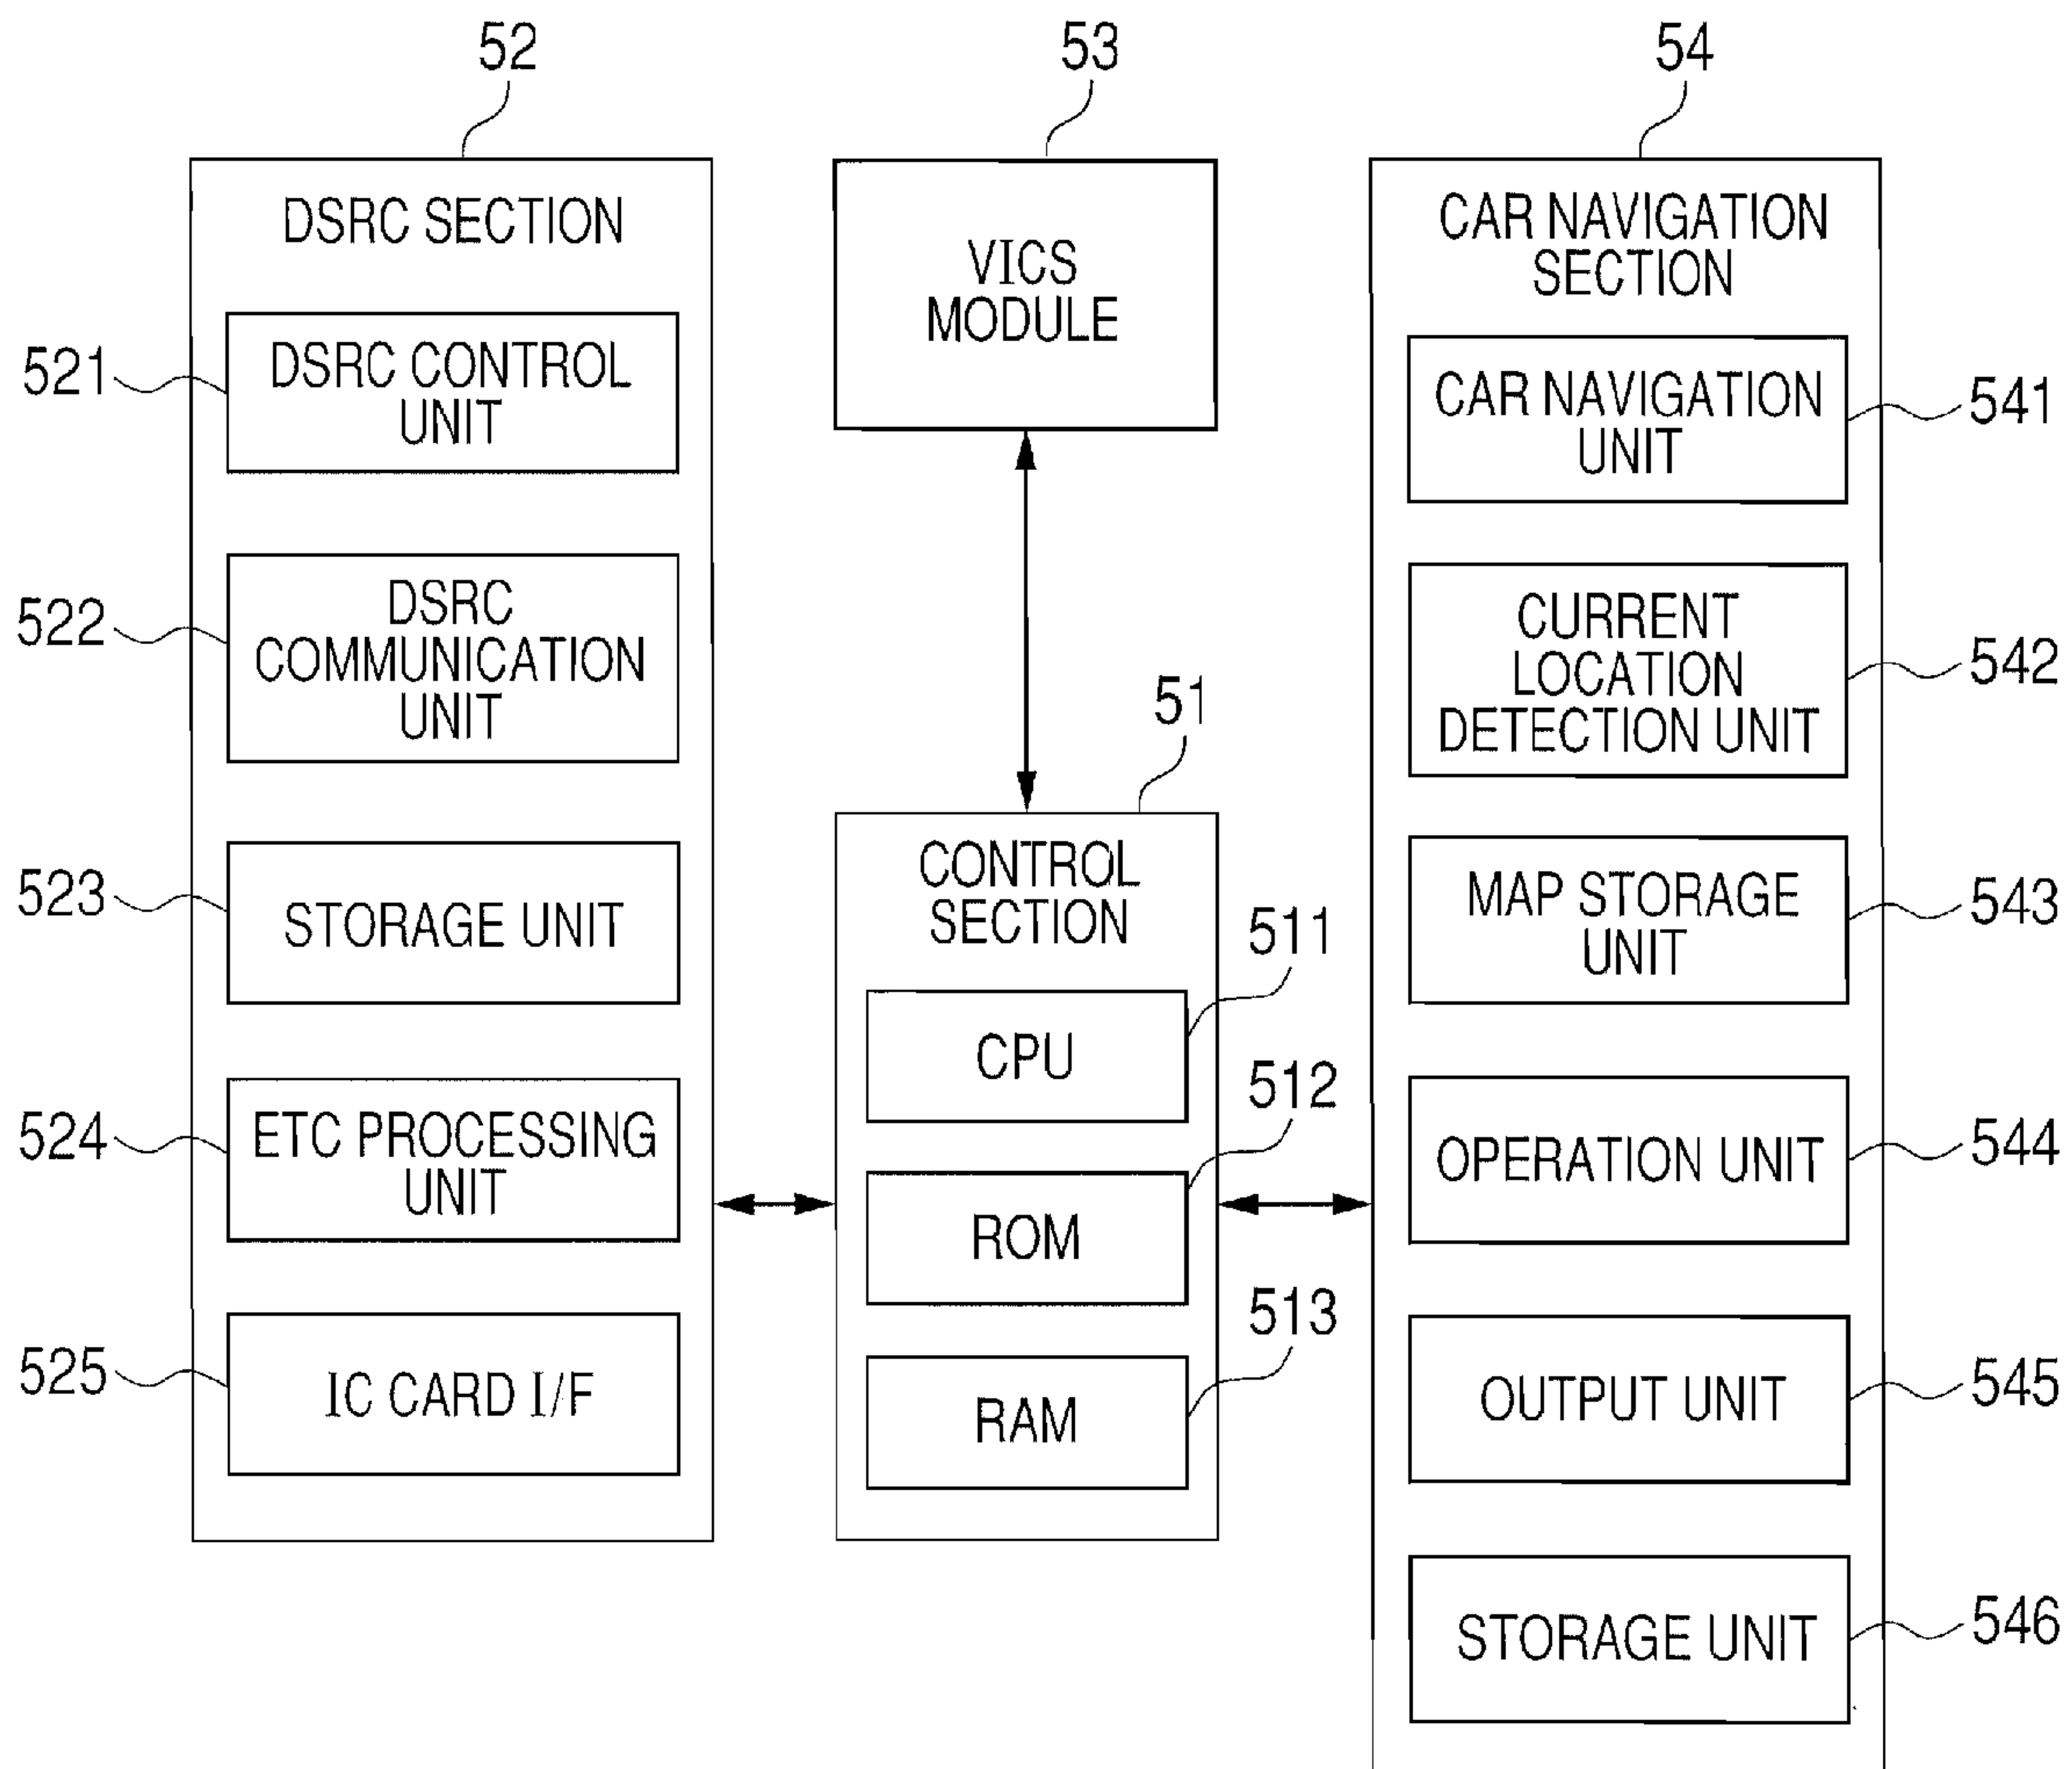 52
DSRC SECTION
521
DSRC CONTROL
UNIT
522
DSRC
COMMUNICATION
UNIT
523
STORAGE UNIT
524
ETC PROCESSING
UNIT
525
IC CARD I/F
53
VICS
MODULE
51
CONTROL
SECTION
511
CPU
512
ROM
513
RAM
54
CAR NAVIGATION
SECTION
CAR NAVIGATION
UNIT
541
CURRENT
LOCATION
DETECTION UNIT
542
MAP STORAGE
UNIT
543
OPERATION UNIT
544
OUTPUT UNIT
545
STORAGE UNIT
546